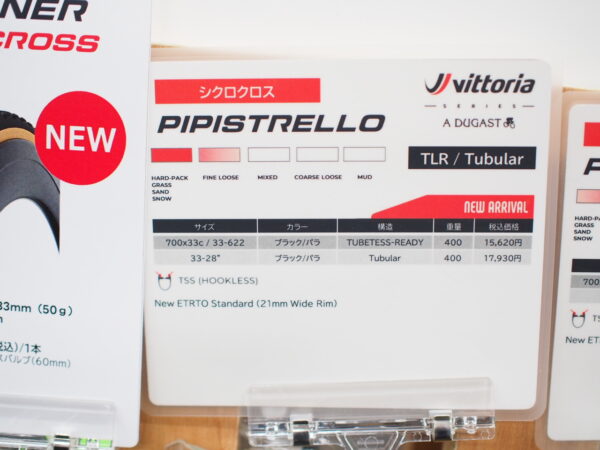 NER
CROSS
NEW
33mm (50g)
税込)/1本
スバルブ(60mm)
シクロクロス
vittoria
SERIES
A DUGAST
PIPISTRELLO
TLR / Tubular
HARD-PACK FINE LOOSE MIXED COARSE LOOSE MUD
GRASS
SAND
SNOW
NEW ARRIVAL
サイズ カラー 構造 重量 税込価格
700x33c / 33-622 ブラック/パラ TUBETESS-READY 400 15,620円
33-28" ブラック/パラ Tubular 400 17,930円
TSS (HOOKLESS)
New ETRTO Standard (21mm Wide Rim)
HARD-PACK
GRASS
SAND
SNOW
700
TS
New ET